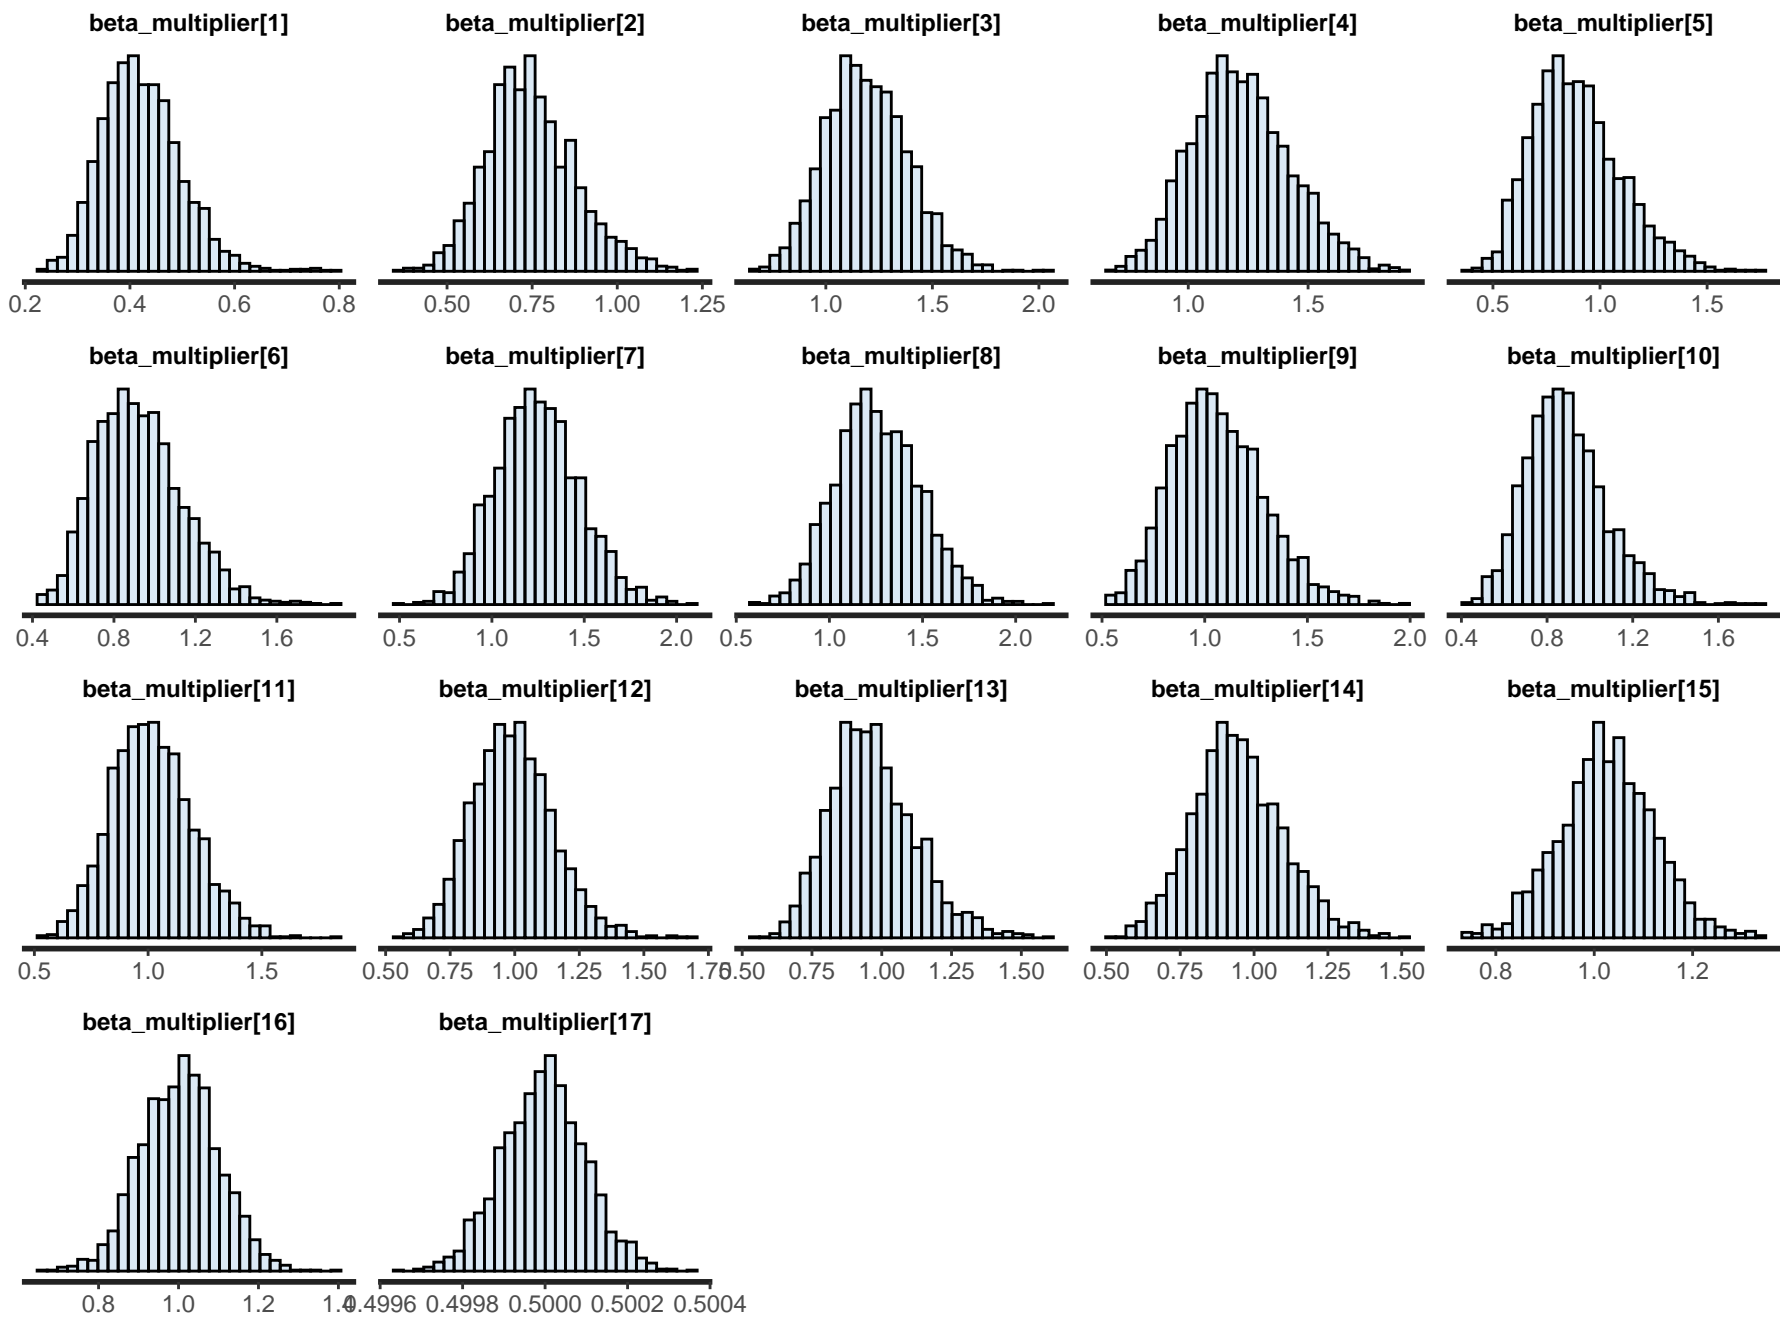 beta_multiplier[1] beta_multiplier[2] beta_multiplier[3] beta_multiplier[4] beta_multiplier[5]
0.2 0.4 0.6 0.8 0.50 0.75 1.00 1.25 1.0 1.5 2.0 1.0 1.5 0.5 1.0 1.5
beta_multiplier[6] beta_multiplier[7] beta_multiplier[8] beta_multiplier[9] beta_multiplier[10]
0.4 0.8 1.2 1.6 0.5 1.0 1.5 2.0 0.5 1.0 1.5 2.0 0.5 1.0 1.5 2.0 0.4 0.8 1.2 1.6
beta_multiplier[11] beta_multiplier[12] beta_multiplier[13] beta_multiplier[14] beta_multiplier[15]
0.5 1.0 1.5 0.50 0.75 1.00 1.25 1.50 1.75 0.50 0.75 1.00 1.25 1.50 0.50 0.75 1.00 1.25 1.50 0.8 1.0 1.2
beta_multiplier[16] beta_multiplier[17]
0.8 1.0 1.2 1.4 0.4996 0.4998 0.5000 0.5002 0.5004